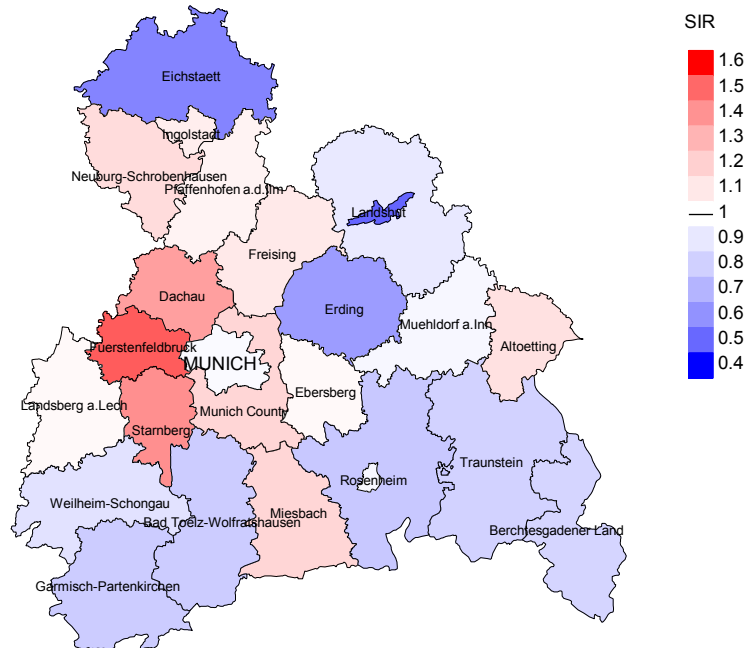 SIR
Eichstaett
1.6
1.5
1.4
1.3
1.2
1.1
1
0.9
0.8
0.7
0.6
0.5
0.4
Ingolstadt
Neuburg-Schrobenhausen
Pfaffenhofen a.d.Ilm
Landshut
Freising
Dachau
Erding
Muehldorf a.Inn
Fuerstenfeldbruck
MUNICH
Altoetting
Landsberg a.Lech
Ebersberg
Munich County
Starnberg
Traunstein
Rosenheim
Weilheim-Schongau
Miesbach
Bad Toelz-Wolfratshausen
Berchtesgadener Land
Garmisch-Partenkirchen